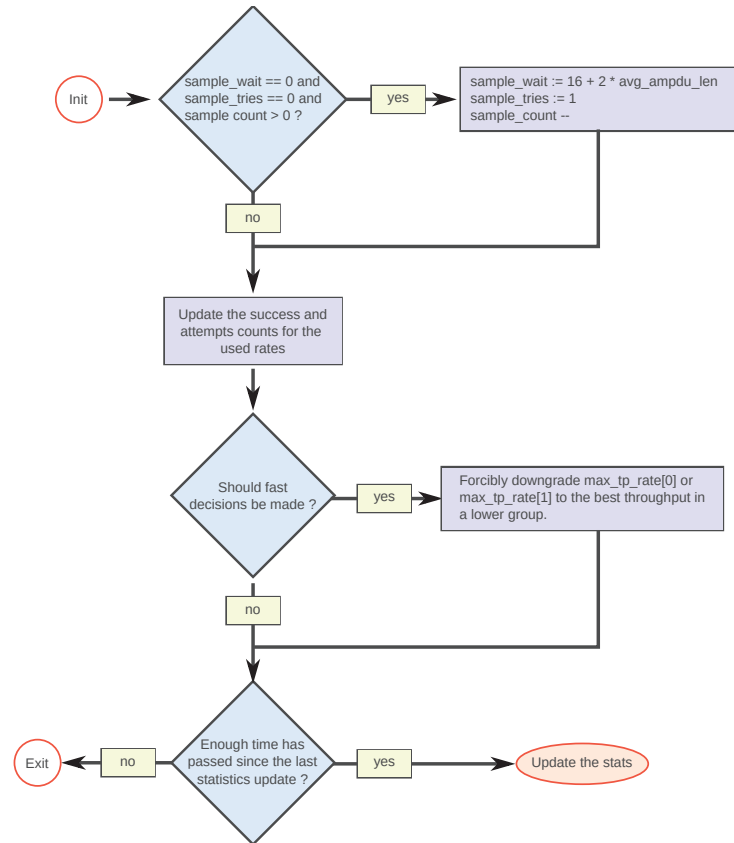 Init
sample_wait == 0 and
sample_tries == 0 and
sample count > 0 ?
yes
sample_wait := 16 + 2 * avg_ampdu_len
sample_tries := 1
sample_count --
no
Update the success and
attempts counts for the
used rates
Should fast
decisions be made ?
yes
Forcibly downgrade max_tp_rate[0] or
max_tp_rate[1] to the best throughput in
a lower group.
no
Exit
no
Enough time has
passed since the last
statistics update ?
yes
Update the stats